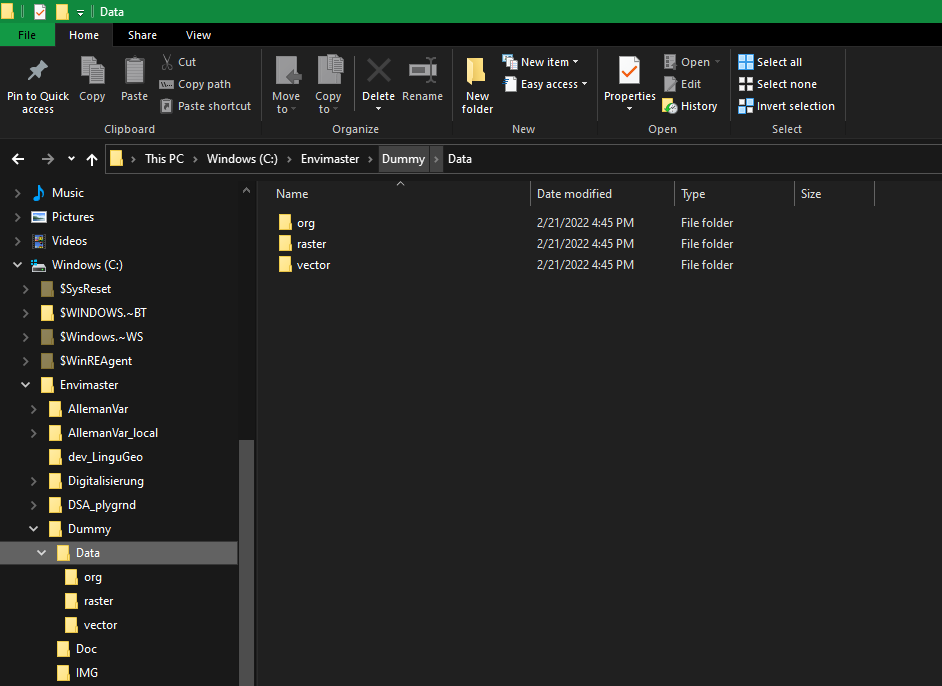 Data
File Home Share View
Pin to Quick access
Copy
Paste
Cut
Copy path
Paste shortcut
Clipboard
Move to
Copy to
Delete
Rename
Organize
New folder
New item
Easy access
New
Properties
Open
Edit
History
Open
Select all
Select none
Invert selection
Select
This PC > Windows (C:) > Envimaster > Dummy > Data
Music
Pictures
Videos
Windows (C:)
$SysReset
$WINDOWS.~BT
$Windows.~WS
$WinREAgent
Envimaster
AllemanVar
AllemanVar_local
dev_LinguGeo
Digitalisierung
DSA_plygrnd
Dummy
Data
org
raster
vector
Doc
IMG
Name Date modified Type Size
org 2/21/2022 4:45 PM File folder
raster 2/21/2022 4:45 PM File folder
vector 2/21/2022 4:45 PM File folder